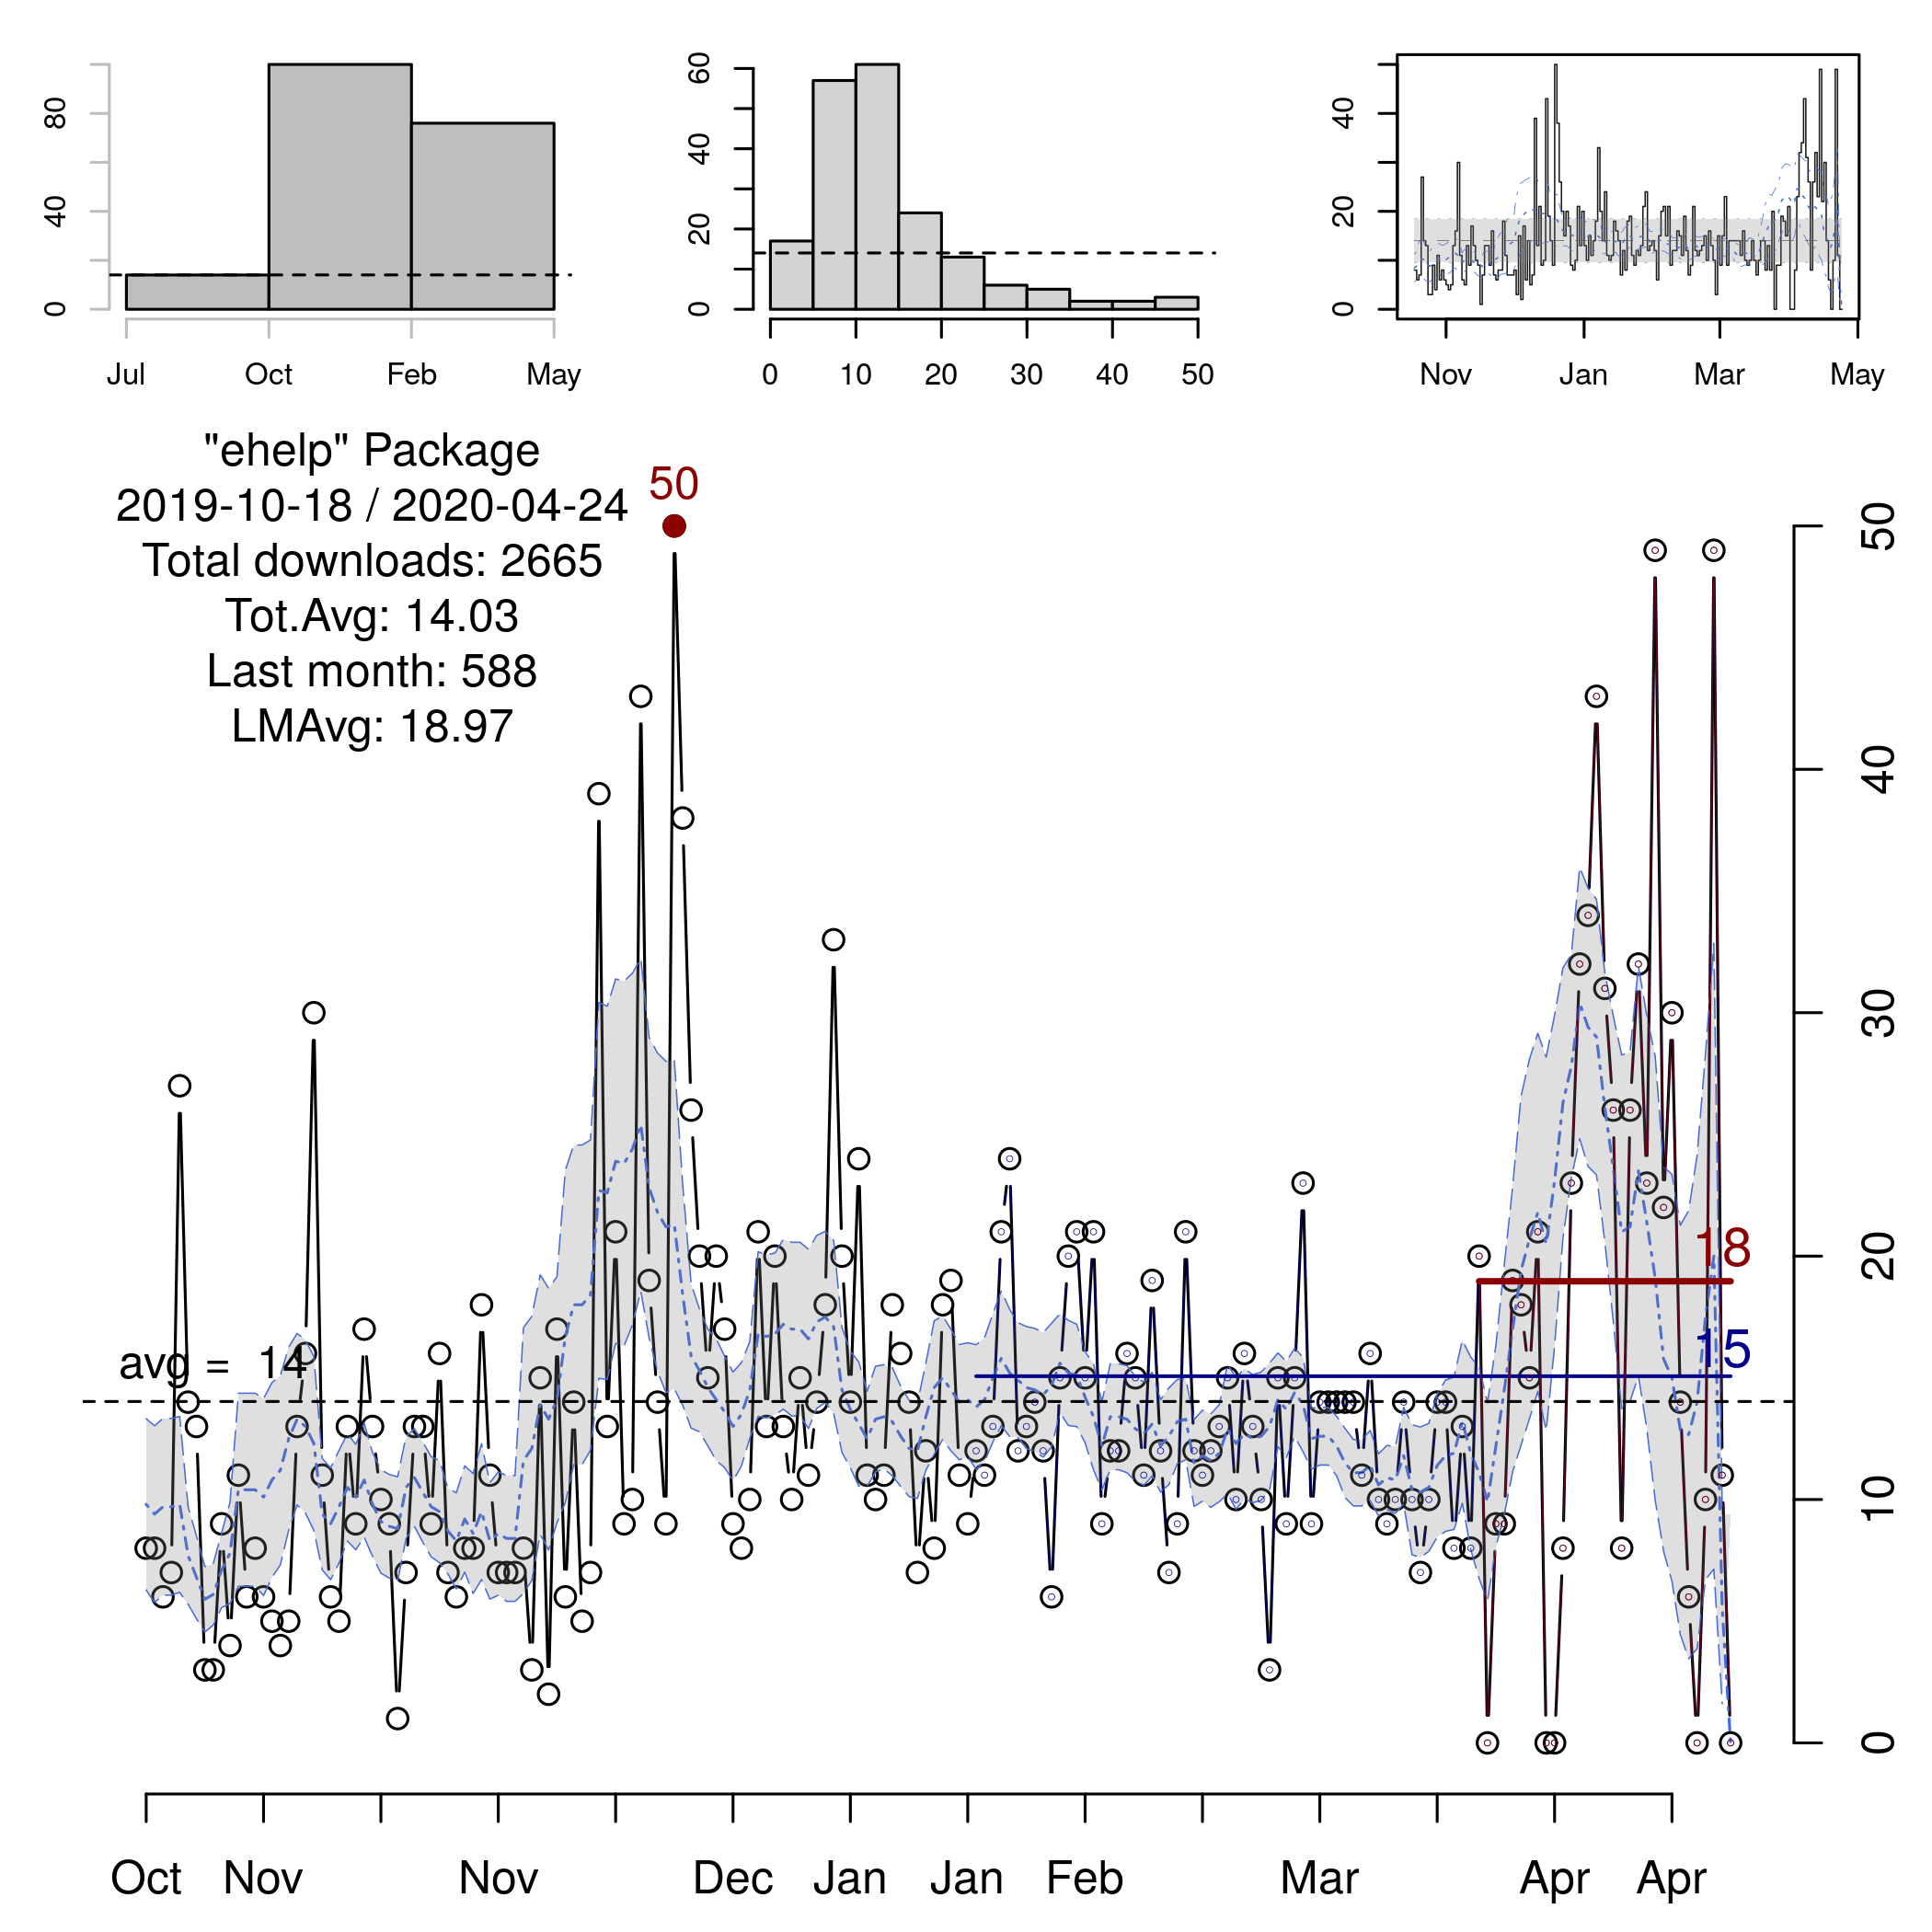 80
40
0
Jul Oct Feb May
60
40
20
0
0 10 20 30 40 50
40
20
0
Nov Jan Mar May
"ehelp" Package
2019-10-18 / 2020-04-24
Total downloads: 2665
Tot.Avg: 14.03
Last month: 588
LMAvg: 18.97
50
avg = 14
18
15
50
40
30
20
10
0
Oct Nov Nov Dec Jan Jan Feb Mar Apr Apr